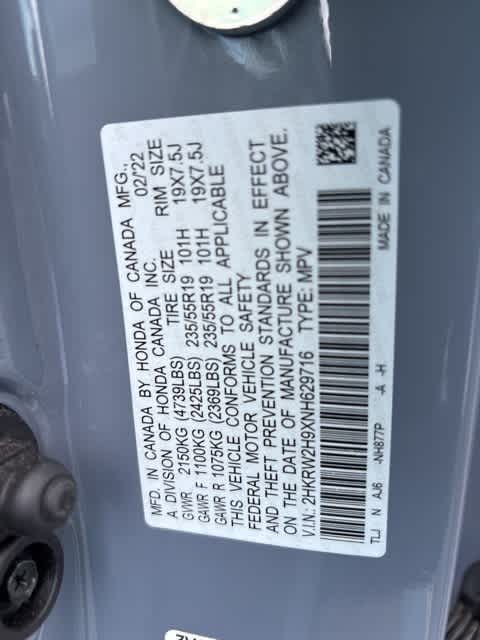 MFD. IN CANADA BY HONDA OF CANADA MFG.,
A DIVISION OF HONDA CANADA INC. 02/'22
TIRE SIZE RIM SIZE
GVWR 2150KG (4739LBS)
GAWR F 1100KG (2425LBS) 235/55R19 101H 19X7.5J
GAWR R 1075KG (2369LBS) 235/55R19 101H 19X7.5J
THIS VEHICLE CONFORMS TO ALL APPLICABLE
FEDERAL MOTOR VEHICLE SAFETY
AND THEFT PREVENTION STANDARDS IN EFFECT
ON THE DATE OF MANUFACTURE SHOWN ABOVE.
V.I.N.: 2HKRW2H9XNH629716 TYPE: MPV
TLJ N AJ6 -NH877P -A -H MADE IN CANADA